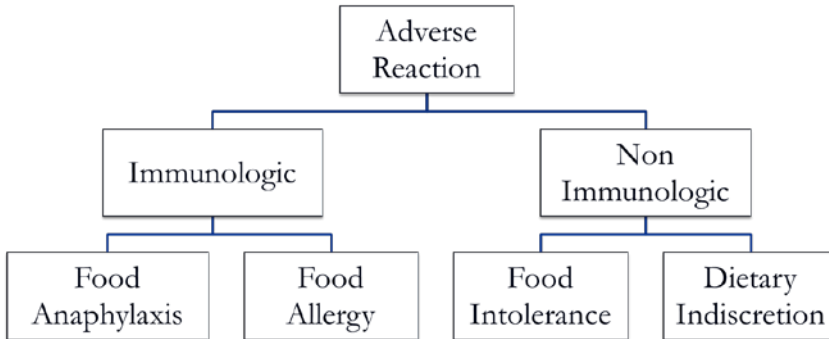 Adverse
Reaction
Immunologic
Non
Immunologic
Food
Anaphylaxis
Food
Allergy
Food
Intolerance
Dietary
Indiscretion